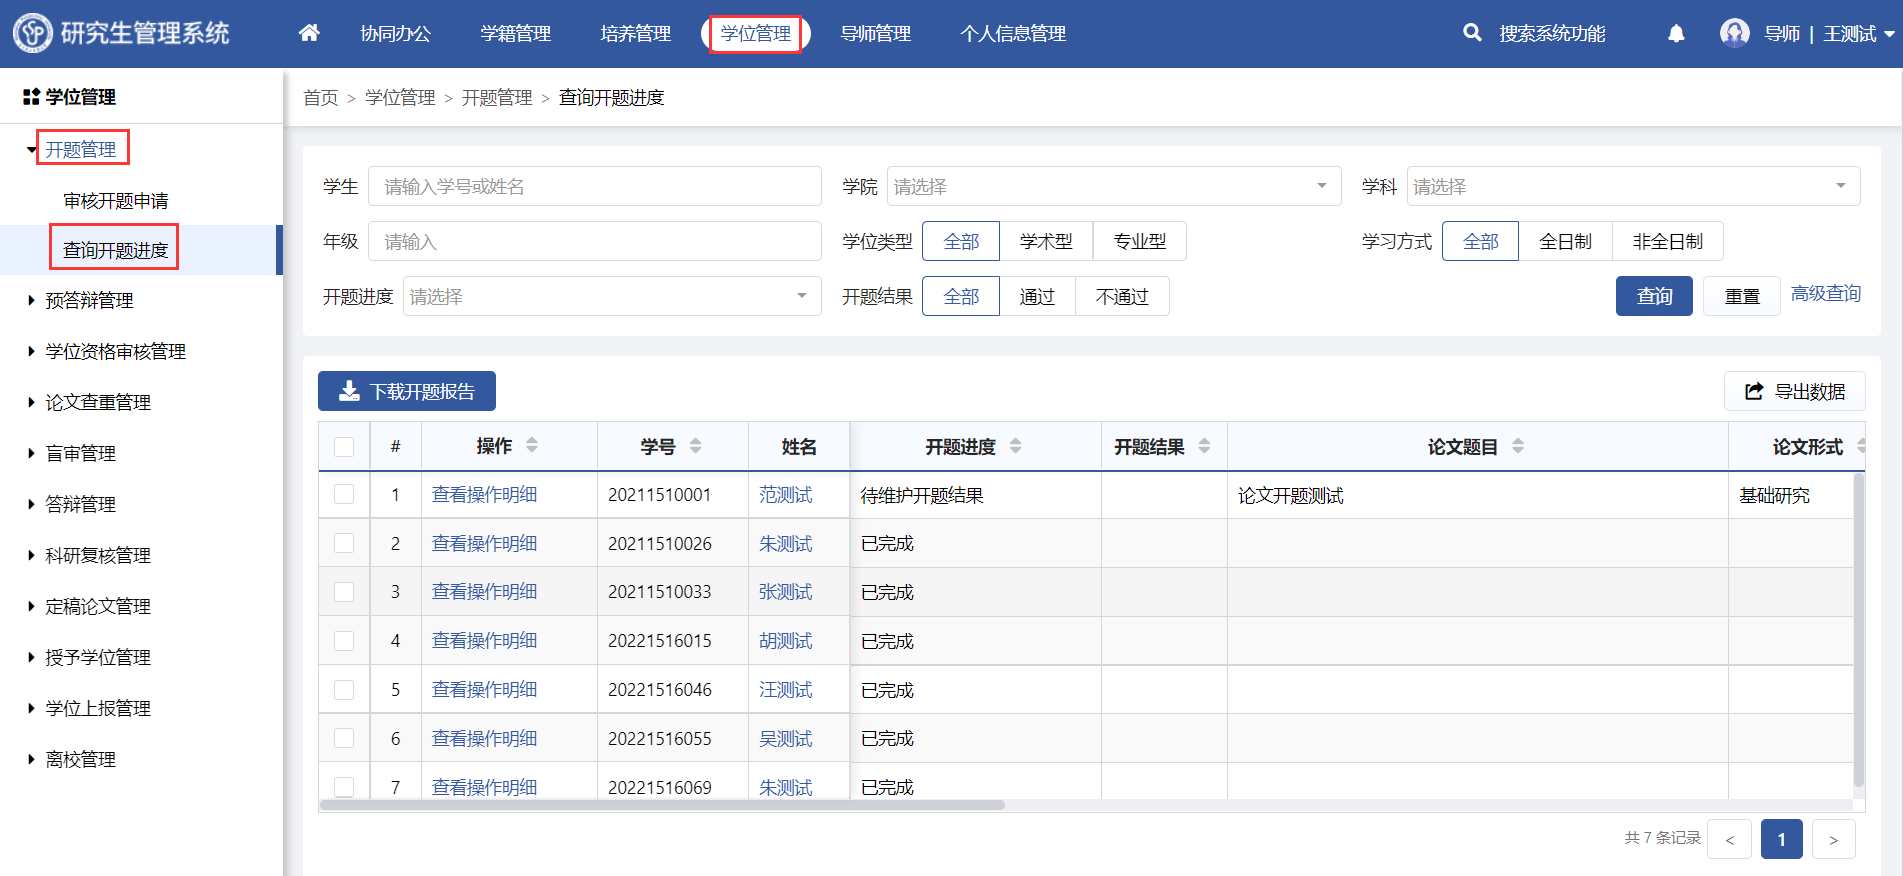 研究生管理系统
协同办公 学籍管理 培养管理 学位管理 导师管理 个人信息管理 搜索系统功能 导师 | 王测试
学位管理
开题管理
审核开题申请
查询开题进度
预答辩管理
学位资格审核管理
论文查重管理
盲审管理
答辩管理
科研复核管理
定稿论文管理
授予学位管理
学位上报管理
离校管理
首页 > 学位管理 > 开题管理 > 查询开题进度
学生 请输入学号或姓名 学院 请选择 学科 请选择
年级 请输入 学位类型 全部 学术型 专业型 学习方式 全部 全日制 非全日制
开题进度 请选择 开题结果 全部 通过 不通过 查询 重置 高级查询
下载开题报告 导出数据
# 操作 学号 姓名 开题进度 开题结果 论文题目 论文形式
1 查看操作明细 20211510001 范测试 待维护开题结果 论文开题测试 基础研究
2 查看操作明细 20211510026 朱测试 已完成
3 查看操作明细 20211510033 张测试 已完成
4 查看操作明细 20221516015 胡测试 已完成
5 查看操作明细 20221516046 汪测试 已完成
6 查看操作明细 20221516055 吴测试 已完成
7 查看操作明细 20221516069 朱测试 已完成
共 7 条记录 < 1 >